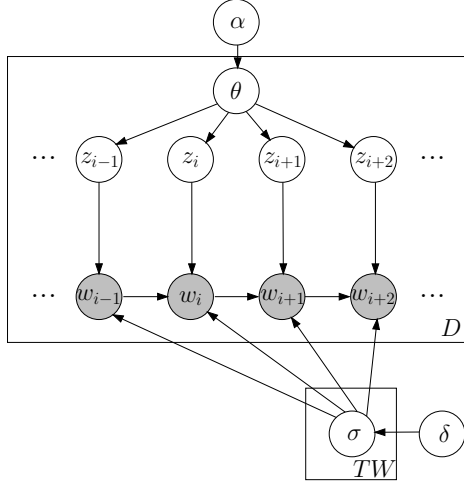 α
θ
... z_{i-1} z_i z_{i+1} z_{i+2} ...
... w_{i-1} w_i w_{i+1} w_{i+2} ...
D
σ δ
TW